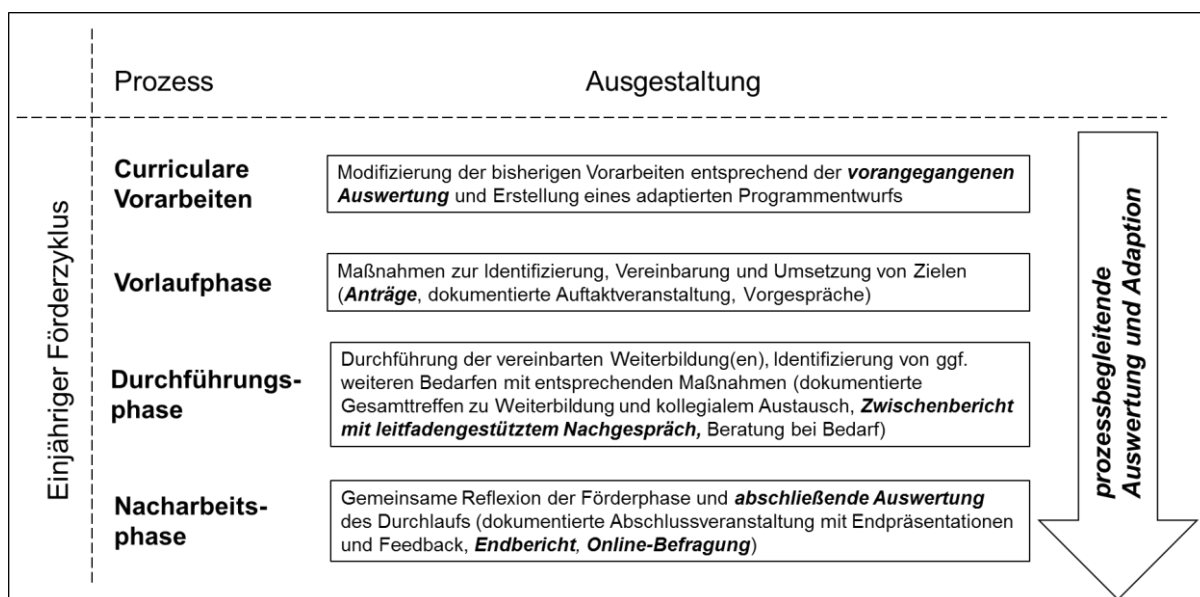 Prozess
Ausgestaltung
Einjähriger Förderzyklus
Curriculare
Vorarbeiten
Modifizierung der bisherigen Vorarbeiten entsprechend der vorangegangenen
Auswertung und Erstellung eines adaptierten Programmentwurfs
Vorlaufphase
Maßnahmen zur Identifizierung, Vereinbarung und Umsetzung von Zielen
(Anträge, dokumentierte Auftaktveranstaltung, Vorgespräche)
Durchführungs-
phase
Durchführung der vereinbarten Weiterbildung(en), Identifizierung von ggf.
weiteren Bedarfen mit entsprechenden Maßnahmen (dokumentierte
Gesamttreffen zu Weiterbildung und kollegialem Austausch, Zwischenbericht
mit leitfadengestütztem Nachgespräch, Beratung bei Bedarf)
Nacharbeits-
phase
Gemeinsame Reflexion der Förderphase und abschließende Auswertung
des Durchlaufs (dokumentierte Abschlussveranstaltung mit Endpräsentationen
und Feedback, Endbericht, Online-Befragung)
prozessbegleitende
Auswertung und Adaption